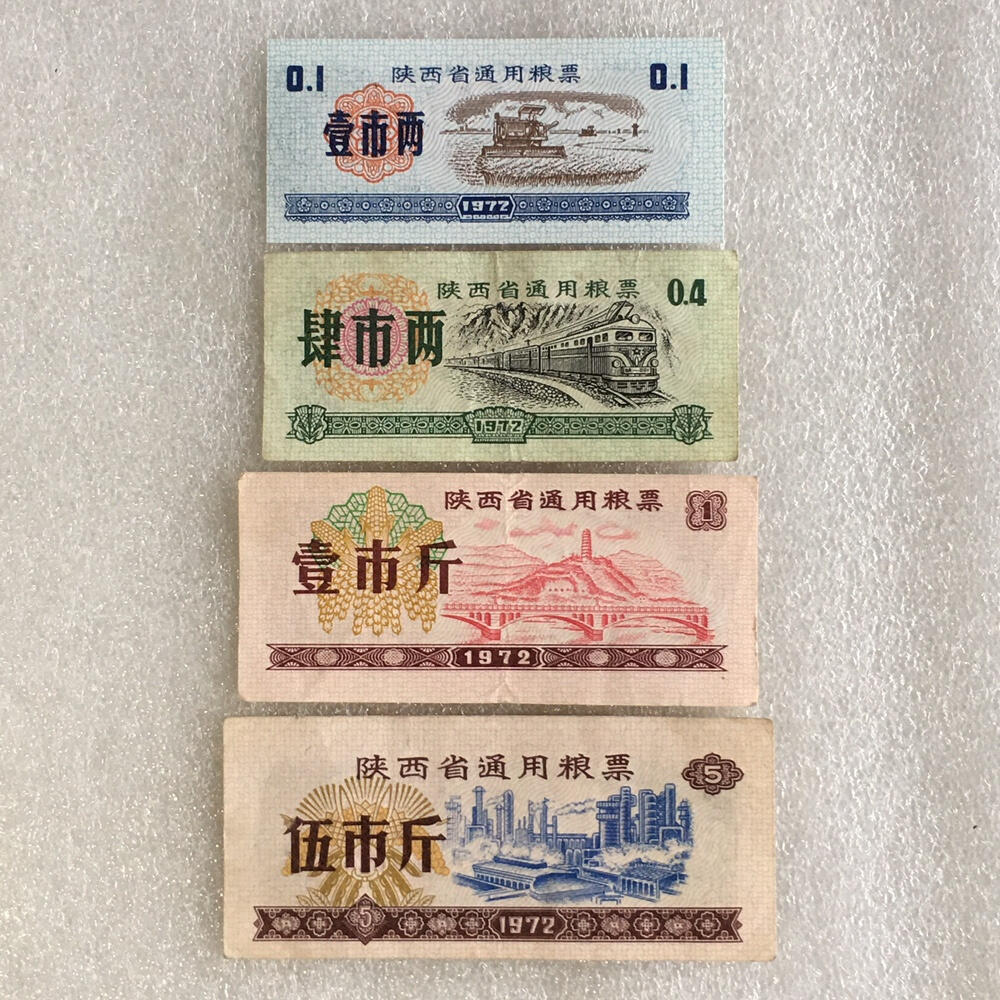 0.1 陕西省通用粮票 0.1
壹市两
1972
陕西省通用粮票 0.4
肆市两
1972
陕西省通用粮票 1
壹市斤
1972
陕西省通用粮票 5
伍市斤
5 1972